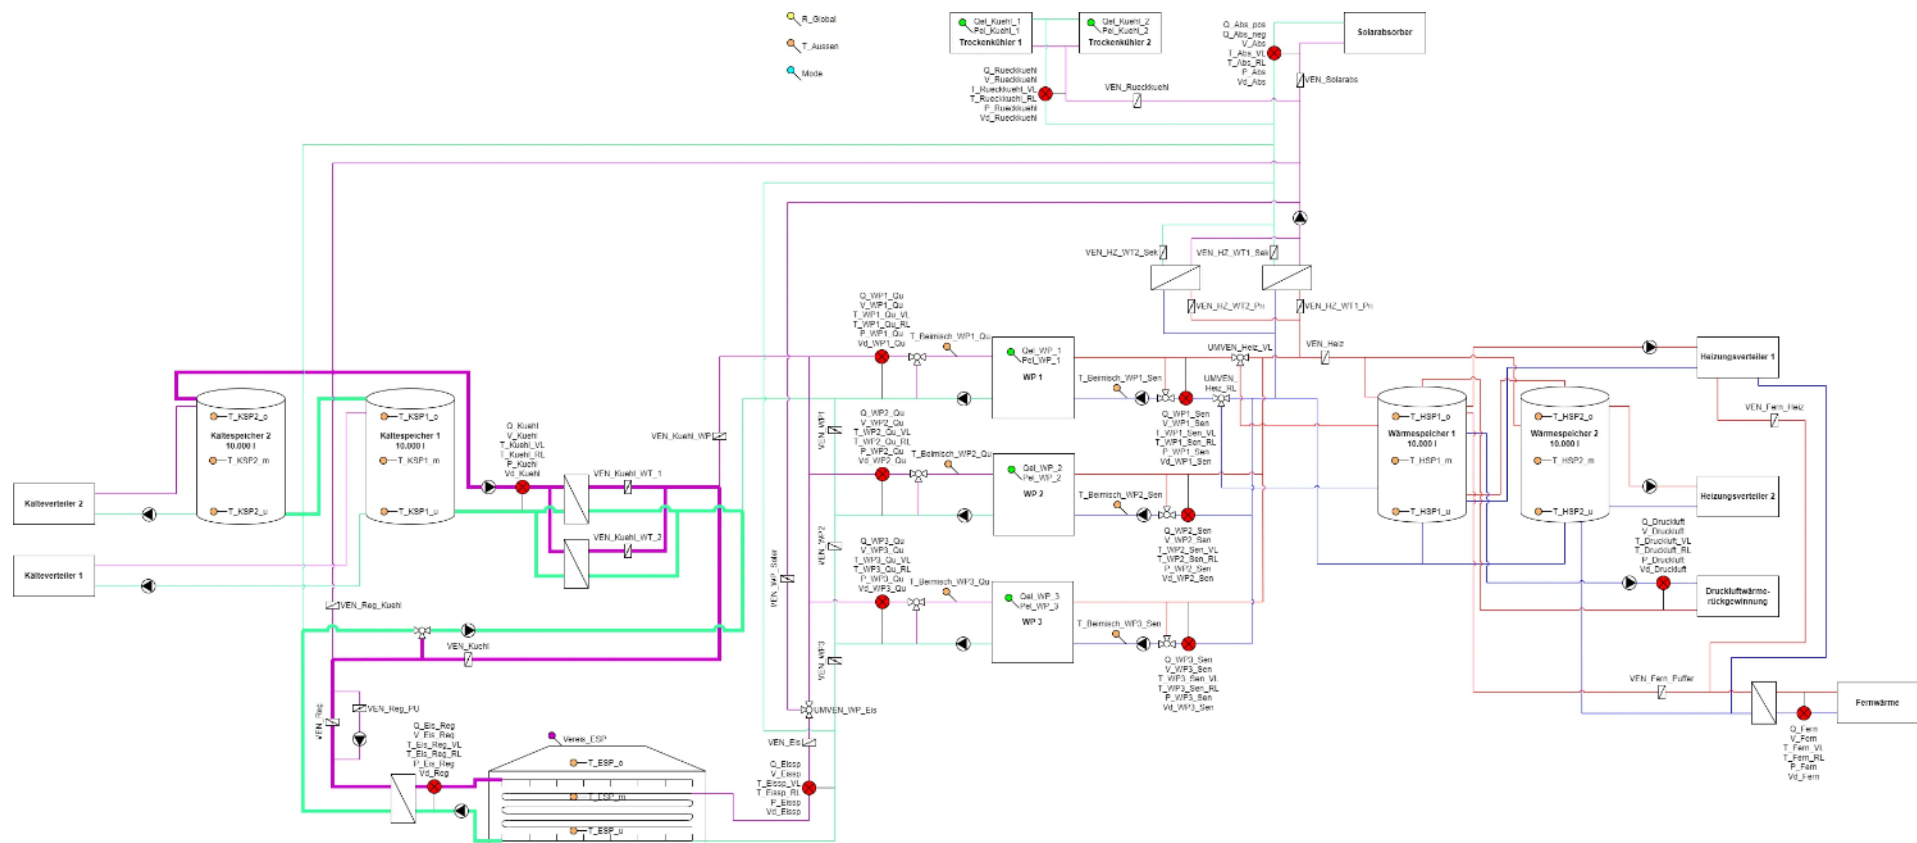 R_Global
T_Aussen
Mode
Qel_Kuehl_1
Pel_Kuehl_1
Trockenkühler 1
Qel_Kuehl_2
Pel_Kuehl_2
Trockenkühler 2
Q_Rueckkuehl
V_Rueckkuehl
T_Rueckkuehl_VL
T_Rueckkuehl_RL
P_Rueckkuehl
Vd_Rueckkuehl
VEN_Rueckkuehl
Q_Abs_pos
Q_Abs_neg
V_Abs
T_Abs_VL
T_Abs_RL
P_Abs
Vd_Abs
Solarabsorber
VEN_Solarabs
VEN_HZ_WT2_Sek
VEN_HZ_WT1_Sek
VEN_HZ_WT2_Pri
VEN_HZ_WT1_Pri
Q_WP1_Qu
V_WP1_Qu
T_WP1_Qu_VL
T_WP1_Qu_RL
P_WP1_Qu
Vd_WP1_Qu
T_Beimisch_WP1_Qu
Qel_WP_1
Pel_WP_1
WP 1
T_Beimisch_WP1_Sen
UMVEN_Heiz_VL
UMVEN_
Heiz_RL
VEN_Heiz
Q_WP1_Sen
V_WP1_Sen
T_WP1_Sen_VL
T_WP1_Sen_RL
P_WP1_Sen
Vd_WP1_Sen
Heizungsverteiler 1
VEN_Fern_Heiz
T_KSP2_o
Kältespeicher 2
10.000 l
T_KSP2_m
T_KSP2_u
T_KSP1_o
Kältespeicher 1
10.000 l
T_KSP1_m
T_KSP1_u
Q_Kuehl
V_Kuehl
T_Kuehl_VL
T_Kuehl_RL
P_Kuehl
Vd_Kuehl
VEN_Kuehl_WT_1
VEN_Kuehl_WT_2
VEN_Kuehl_WP
VEN_WP1
Q_WP2_Qu
V_WP2_Qu
T_WP2_Qu_VL
T_WP2_Qu_RL
P_WP2_Qu
Vd_WP2_Qu
T_Beimisch_WP2_Qu
Qel_WP_2
Pel_WP_2
WP 2
T_Beimisch_WP2_Sen
Q_WP2_Sen
V_WP2_Sen
T_WP2_Sen_VL
T_WP2_Sen_RL
P_WP2_Sen
Vd_WP2_Sen
T_HSP1_o
Wärmespeicher 1
10.000 l
T_HSP1_m
T_HSP1_u
T_HSP2_o
Wärmespeicher 2
10.000 l
T_HSP2_m
T_HSP2_u
Heizungsverteiler 2
Kälteverteiler 2
Kälteverteiler 1
VEN_WP2
VEN_WP_Solar
Q_WP3_Qu
V_WP3_Qu
T_WP3_Qu_VL
T_WP3_Qu_RL
P_WP3_Qu
Vd_WP3_Qu
T_Beimisch_WP3_Qu
Qel_WP_3
Pel_WP_3
WP 3
T_Beimisch_WP3_Sen
Q_WP3_Sen
V_WP3_Sen
T_WP3_Sen_VL
T_WP3_Sen_RL
P_WP3_Sen
Vd_WP3_Sen
Q_Druckluft
V_Druckluft
T_Druckluft_VL
T_Druckluft_RL
P_Druckluft
Vd_Druckluft
Druckluftwärme-
rückgewinnung
VEN_Reg_Kuehl
VEN_Kuehl
VEN_WP3
VEN_Reg
VEN_Reg_PU
UMVEN_WP_Eis
VEN_Eis
VEN_Fern_Puffer
Fernwärme
Q_Eis_Reg
V_Eis_Reg
T_Eis_Reg_VL
T_Eis_Reg_RL
P_Eis_Reg
Vd_Reg
Vereis_ESP
T_ESP_o
T_ESP_m
T_ESP_u
Q_Eissp
V_Eissp
T_Eissp_VL
T_Eissp_RL
P_Eissp
Vd_Eissp
Q_Fern
V_Fern
T_Fern_VL
T_Fern_RL
P_Fern
Vd_Fern